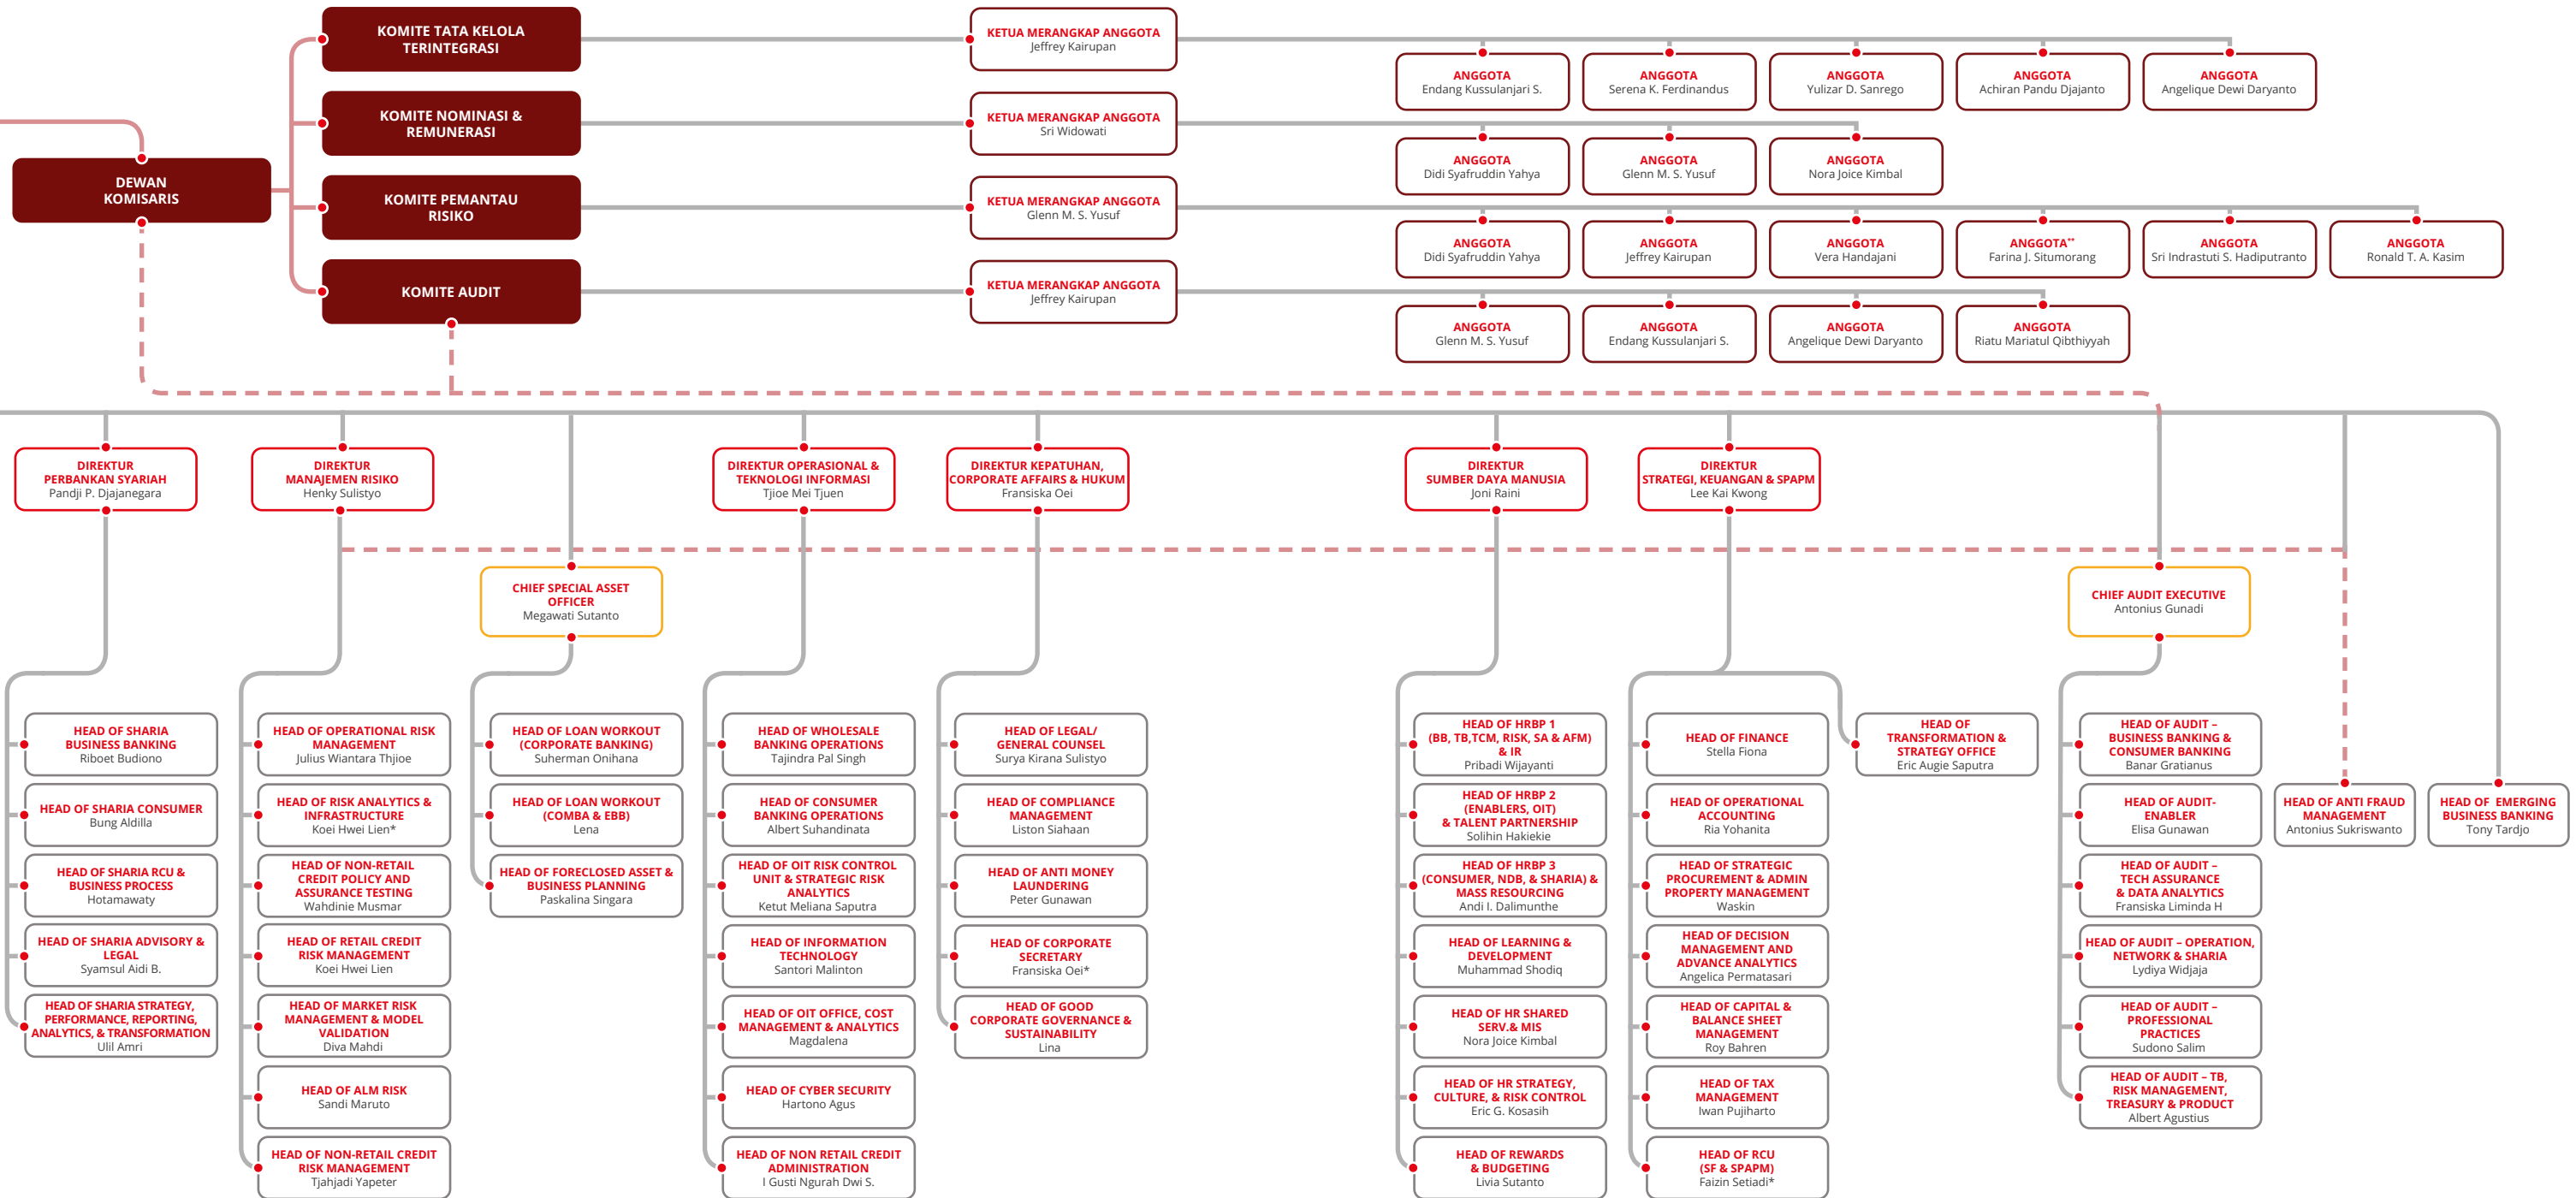 KOMITE TATA KELOLA
TERINTEGRASI
KETUA MERANGKAP ANGGOTA
Jeffrey Kairupan
ANGGOTA
Endang Kussulanjari S.
ANGGOTA
Serena K. Ferdinandus
ANGGOTA
Yulizar D. Sanrego
ANGGOTA
Achiran Pandu Djajanto
ANGGOTA
Angelique Dewi Daryanto
KOMITE NOMINASI &
REMUNERASI
KETUA MERANGKAP ANGGOTA
Sri Widowati
ANGGOTA
Didi Syafruddin Yahya
ANGGOTA
Glenn M. S. Yusuf
ANGGOTA
Nora Joice Kimbal
DEWAN
KOMISARIS
KOMITE PEMANTAU
RISIKO
KETUA MERANGKAP ANGGOTA
Glenn M. S. Yusuf
ANGGOTA
Didi Syafruddin Yahya
ANGGOTA
Jeffrey Kairupan
ANGGOTA
Vera Handajani
ANGGOTA**
Farina J. Situmorang
ANGGOTA
Sri Indrastuti S. Hadiputranto
ANGGOTA
Ronald T. A. Kasim
KOMITE AUDIT
KETUA MERANGKAP ANGGOTA
Jeffrey Kairupan
ANGGOTA
Glenn M. S. Yusuf
ANGGOTA
Endang Kussulanjari S.
ANGGOTA
Angelique Dewi Daryanto
ANGGOTA
Riatu Mariatul Qibthiyyah
DIREKTUR
PERBANKAN SYARIAH
Pandji P. Djajanegara
DIREKTUR
MANAJEMEN RISIKO
Henky Sulistyo
DIREKTUR OPERASIONAL &
TEKNOLOGI INFORMASI
Tjioe Mei Tjuen
DIREKTUR KEPATUHAN,
CORPORATE AFFAIRS & HUKUM
Fransiska Oei
DIREKTUR
SUMBER DAYA MANUSIA
Joni Raini
DIREKTUR
STRATEGI, KEUANGAN & SPAPM
Lee Kai Kwong
CHIEF SPECIAL ASSET
OFFICER
Megawati Sutanto
CHIEF AUDIT EXECUTIVE
Antonius Gunadi
HEAD OF SHARIA
BUSINESS BANKING
Riboet Budiono
HEAD OF SHARIA CONSUMER
Bung Aldilla
HEAD OF SHARIA RCU &
BUSINESS PROCESS
Hotamawaty
HEAD OF SHARIA ADVISORY &
LEGAL
Syamsul Aidi B.
HEAD OF SHARIA STRATEGY,
PERFORMANCE, REPORTING,
ANALYTICS, & TRANSFORMATION
Ulil Amri
HEAD OF OPERATIONAL RISK
MANAGEMENT
Julius Wiantara Thjioe
HEAD OF RISK ANALYTICS &
INFRASTRUCTURE
Koei Hwei Lien*
HEAD OF NON-RETAIL
CREDIT POLICY AND
ASSURANCE TESTING
Wahdinie Musmar
HEAD OF RETAIL CREDIT
RISK MANAGEMENT
Koei Hwei Lien
HEAD OF MARKET RISK
MANAGEMENT & MODEL
VALIDATION
Diva Mahdi
HEAD OF ALM RISK
Sandi Maruto
HEAD OF NON-RETAIL CREDIT
RISK MANAGEMENT
Tjahjadi Yapeter
HEAD OF LOAN WORKOUT
(CORPORATE BANKING)
Suherman Onihana
HEAD OF LOAN WORKOUT
(COMBA & EBB)
Lena
HEAD OF FORECLOSED ASSET &
BUSINESS PLANNING
Paskalina Singara
HEAD OF WHOLESALE
BANKING OPERATIONS
Tajindra Pal Singh
HEAD OF CONSUMER
BANKING OPERATIONS
Albert Suhandinata
HEAD OF OIT RISK CONTROL
UNIT & STRATEGIC RISK
ANALYTICS
Ketut Meliana Saputra
HEAD OF INFORMATION
TECHNOLOGY
Santori Malinton
HEAD OF OIT OFFICE, COST
MANAGEMENT & ANALYTICS
Magdalena
HEAD OF CYBER SECURITY
Hartono Agus
HEAD OF NON RETAIL CREDIT
ADMINISTRATION
I Gusti Ngurah Dwi S.
HEAD OF LEGAL/
GENERAL COUNSEL
Surya Kirana Sulistyo
HEAD OF COMPLIANCE
MANAGEMENT
Liston Siahaan
HEAD OF ANTI MONEY
LAUNDERING
Peter Gunawan
HEAD OF CORPORATE
SECRETARY
Fransiska Oei*
HEAD OF GOOD
CORPORATE GOVERNANCE &
SUSTAINABILITY
Lina
HEAD OF HRBP 1
(BB, TB,TCM, RISK, SA & AFM)
& IR
Pribadi Wijayanti
HEAD OF HRBP 2
(ENABLERS, OIT)
& TALENT PARTNERSHIP
Solihin Hakiekie
HEAD OF HRBP 3
(CONSUMER, NDB, & SHARIA) &
MASS RESOURCING
Andi I. Dalimunthe
HEAD OF LEARNING &
DEVELOPMENT
Muhammad Shodiq
HEAD OF HR SHARED
SERV.& MIS
Nora Joice Kimbal
HEAD OF HR STRATEGY,
CULTURE, & RISK CONTROL
Eric G. Kosasih
HEAD OF REWARDS
& BUDGETING
Livia Sutanto
HEAD OF FINANCE
Stella Fiona
HEAD OF OPERATIONAL
ACCOUNTING
Ria Yohanita
HEAD OF STRATEGIC
PROCUREMENT & ADMIN
PROPERTY MANAGEMENT
Waskin
HEAD OF DECISION
MANAGEMENT AND
ADVANCE ANALYTICS
Angelica Permatasari
HEAD OF CAPITAL &
BALANCE SHEET
MANAGEMENT
Roy Bahren
HEAD OF TAX
MANAGEMENT
Iwan Pujiharto
HEAD OF RCU
(SF & SPAPM)
Faizin Setiadi*
HEAD OF
TRANSFORMATION &
STRATEGY OFFICE
Eric Augie Saputra
HEAD OF AUDIT –
BUSINESS BANKING &
CONSUMER BANKING
Banar Gratianus
HEAD OF AUDIT-
ENABLER
Elisa Gunawan
HEAD OF AUDIT –
TECH ASSURANCE
& DATA ANALYTICS
Fransiska Liminda H
HEAD OF AUDIT – OPERATION,
NETWORK & SHARIA
Lydiya Widjaja
HEAD OF AUDIT –
PROFESSIONAL
PRACTICES
Sudono Salim
HEAD OF AUDIT – TB,
RISK MANAGEMENT,
TREASURY & PRODUCT
Albert Agustius
HEAD OF ANTI FRAUD
MANAGEMENT
Antonius Sukriswanto
HEAD OF  EMERGING
BUSINESS BANKING
Tony Tardjo